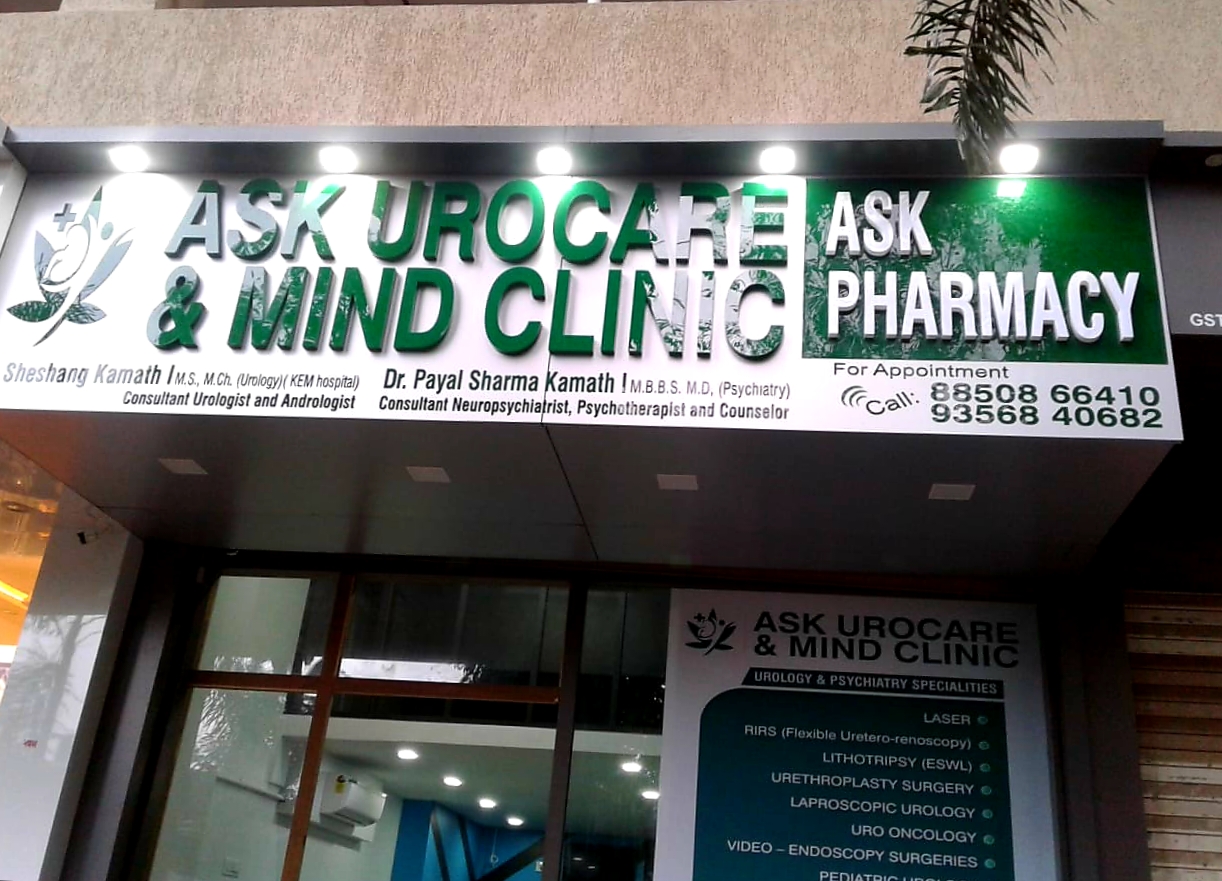 ASK UROCARE
& MIND CLINIC
ASK
PHARMACY
Sheshang Kamath | M.S., M.Ch. (Urology)( KEM hospital)
Consultant Urologist and Andrologist
Dr. Payal Sharma Kamath | M.B.B.S. M.D, (Psychiatry)
Consultant Neuropsychiatrist, Psychotherapist and Counselor
For Appointment
Call: 88508 66410
93568 40682
GST
ASK UROCARE
& MIND CLINIC
UROLOGY & PSYCHIATRY SPECIALITIES
LASER
RIRS (Flexible Uretero-renoscopy)
LITHOTRIPSY (ESWL)
URETHROPLASTY SURGERY
LAPROSCOPIC UROLOGY
URO ONCOLOGY
VIDEO – ENDOSCOPY SURGERIES
PEDIATRIC